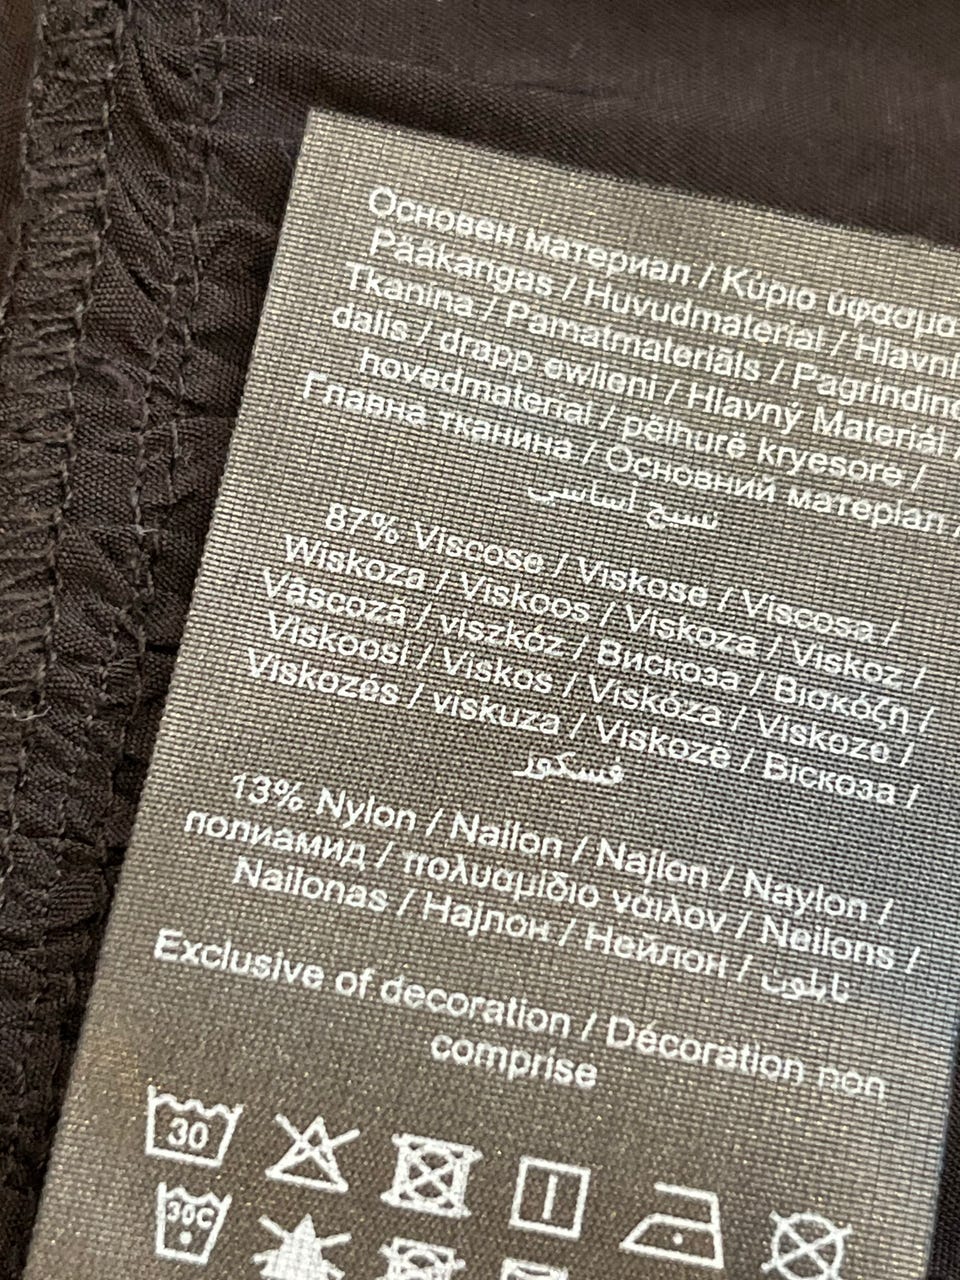 Основен материал / Κύριο ύφασμα
Pääkangas / Huvudmaterial / Hlavní
Tkanina / Pamatmateriāls / Pagrindinė
dalis / drapp ewlieni / Hlavný Materiál /
hovedmaterial / pëlhurë kryesore /
Главна тканина / Основний матеріал /
نسيج أساسي
87% Viscose / Viskose / Viscosa /
Wiskoza / Viskoos / Viskoza / Viskoz /
Vâscoză / viszkóz / Вискоза / Βισκόζη /
Viskoosi / Viskos / Viskóza / Viskoze /
Viskozės / viskuza / Viskozë / Віскоза /
فسكوز
13% Nylon / Nailon / Najlon / Naylon /
полиамид / πολυαμίδιο νάιλον / Neilons /
Nailonas / Најлон / Нейлон / نايلون
Exclusive of decoration / Décoration non
comprise
30
30C